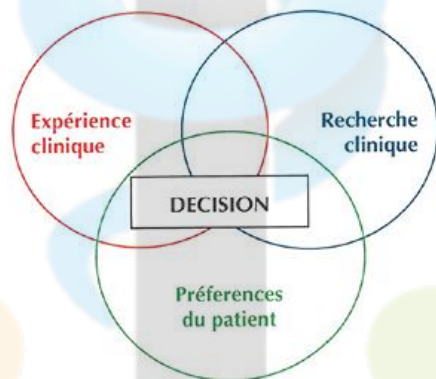 Expérience
clinique
Recherche
clinique
DECISION
Préferences
du patient